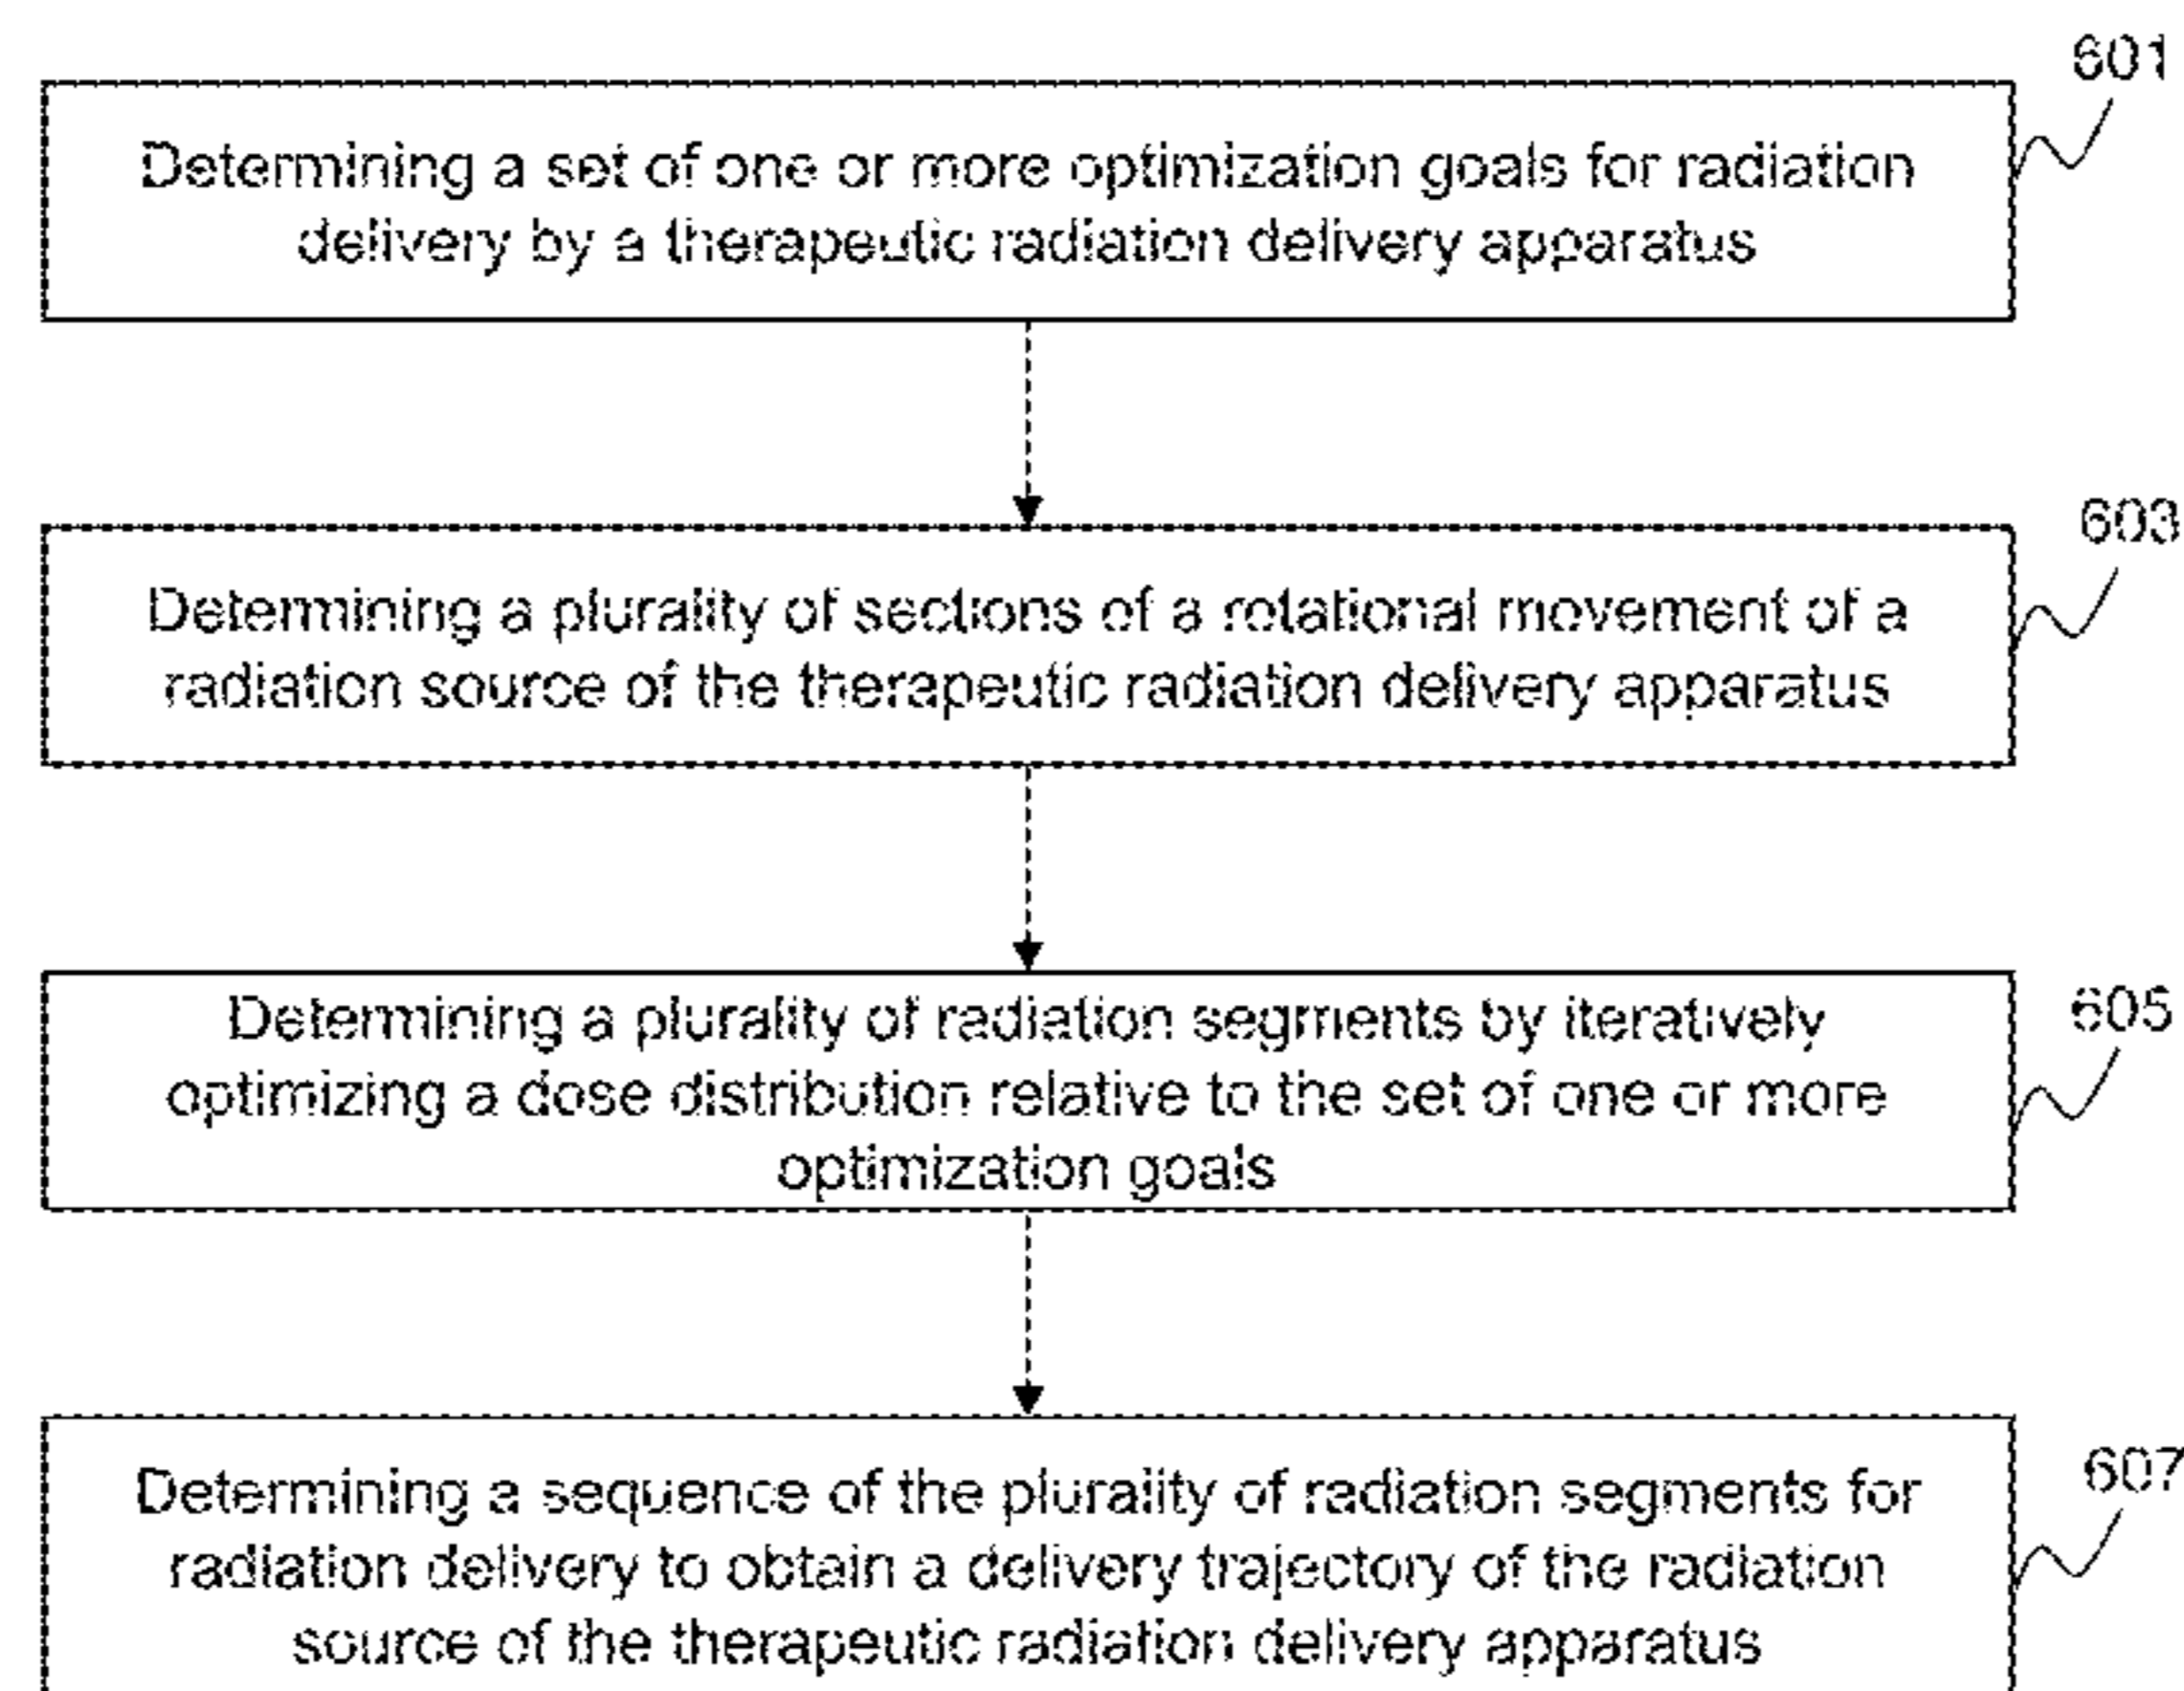 601
Determining a set of one or more optimization goals for radiation
delivery by a therapeutic radiation delivery apparatus
603
Determining a plurality of sections of a rotational movement of a
radiation source of the therapeutic radiation delivery apparatus
605
Determining a plurality of radiation segments by iteratively
optimizing a dose distribution relative to the set of one or more
optimization goals
607
Determining a sequence of the plurality of radiation segments for
radiation delivery to obtain a delivery trajectory of the radiation
source of the therapeutic radiation delivery apparatus